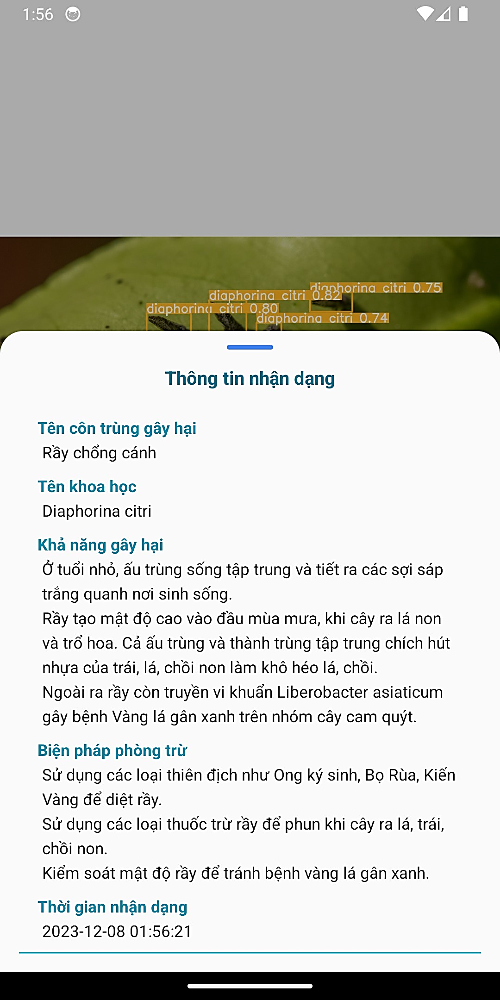 1:56
diaphorina citri 0.75
diaphorina citri 0.82
diaphorina citri 0.80
diaphorina citri 0.74
Thông tin nhận dạng
Tên côn trùng gây hại
Rầy chổng cánh
Tên khoa học
Diaphorina citri
Khả năng gây hại
Ở tuổi nhỏ, ấu trùng sống tập trung và tiết ra các sợi sáp
trắng quanh nơi sinh sống.
Rầy tạo mật độ cao vào đầu mùa mưa, khi cây ra lá non
và trổ hoa. Cả ấu trùng và thành trùng tập trung chích hút
nhựa của trái, lá, chồi non làm khô héo lá, chồi.
Ngoài ra rầy còn truyền vi khuẩn Liberobacter asiaticum
gây bệnh Vàng lá gân xanh trên nhóm cây cam quýt.
Biện pháp phòng trừ
Sử dụng các loại thiên địch như Ong ký sinh, Bọ Rùa, Kiến
Vàng để diệt rầy.
Sử dụng các loại thuốc trừ rầy để phun khi cây ra lá, trái,
chồi non.
Kiểm soát mật độ rầy để tránh bệnh vàng lá gân xanh.
Thời gian nhận dạng
2023-12-08 01:56:21